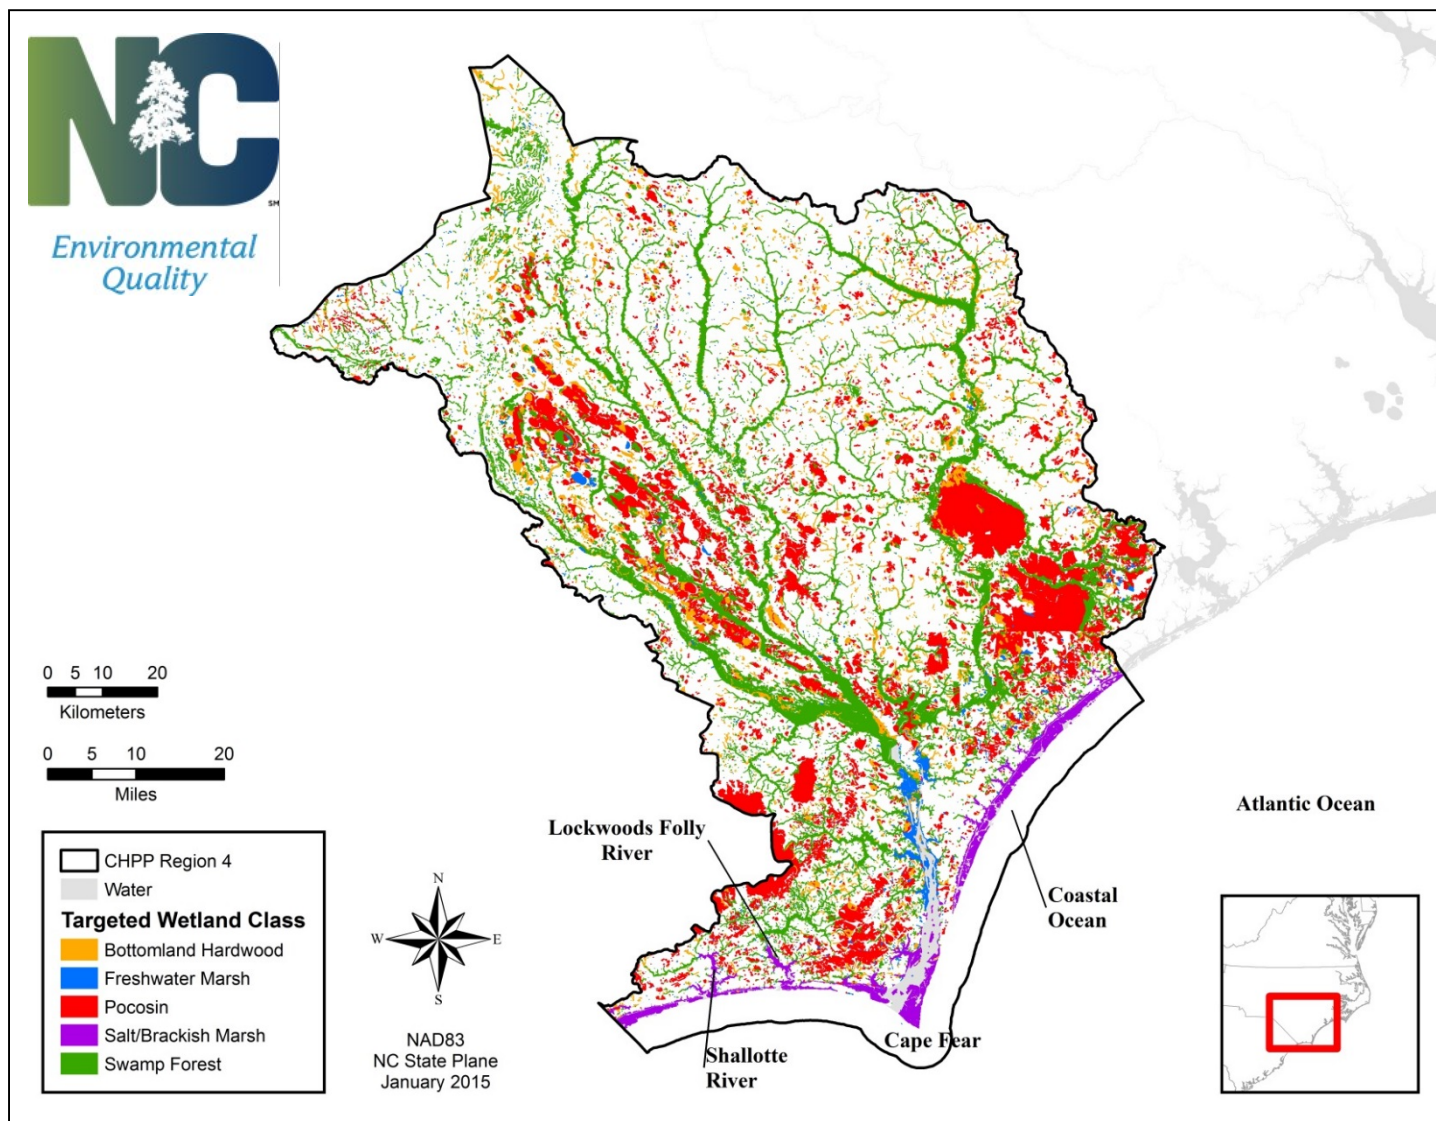 NC
SM
Environmental
Quality
0 5 10 20
Kilometers
0 5 10 20
Miles
CHPP Region 4
Water
Targeted Wetland Class
Bottomland Hardwood
Freshwater Marsh
Pocosin
Salt/Brackish Marsh
Swamp Forest
N
W E
S
NAD83
NC State Plane
January 2015
Lockwoods Folly
River
Shallotte
River
Cape Fear
Coastal
Ocean
Atlantic Ocean